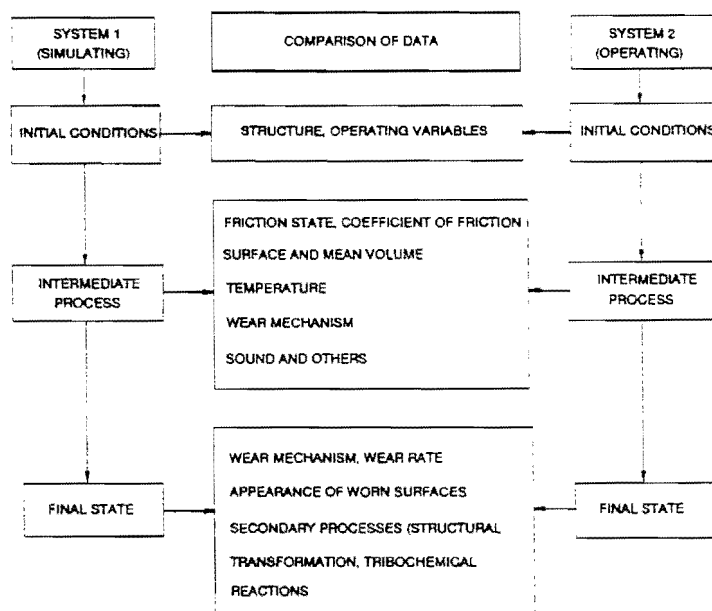 SYSTEM 1
(SIMULATING)
COMPARISON OF DATA
SYSTEM 2
(OPERATING)
INITIAL CONDITIONS
STRUCTURE, OPERATING VARIABLES
INITIAL CONDITIONS
FRICTION STATE, COEFFICIENT OF FRICTION
SURFACE AND MEAN VOLUME
TEMPERATURE
WEAR MECHANISM
SOUND AND OTHERS
INTERMEDIATE
PROCESS
INTERMEDIATE
PROCESS
WEAR MECHANISM, WEAR RATE
APPEARANCE OF WORN SURFACES
SECONDARY PROCESSES (STRUCTURAL
TRANSFORMATION, TRIBOCHEMICAL
REACTIONS
FINAL STATE
FINAL STATE